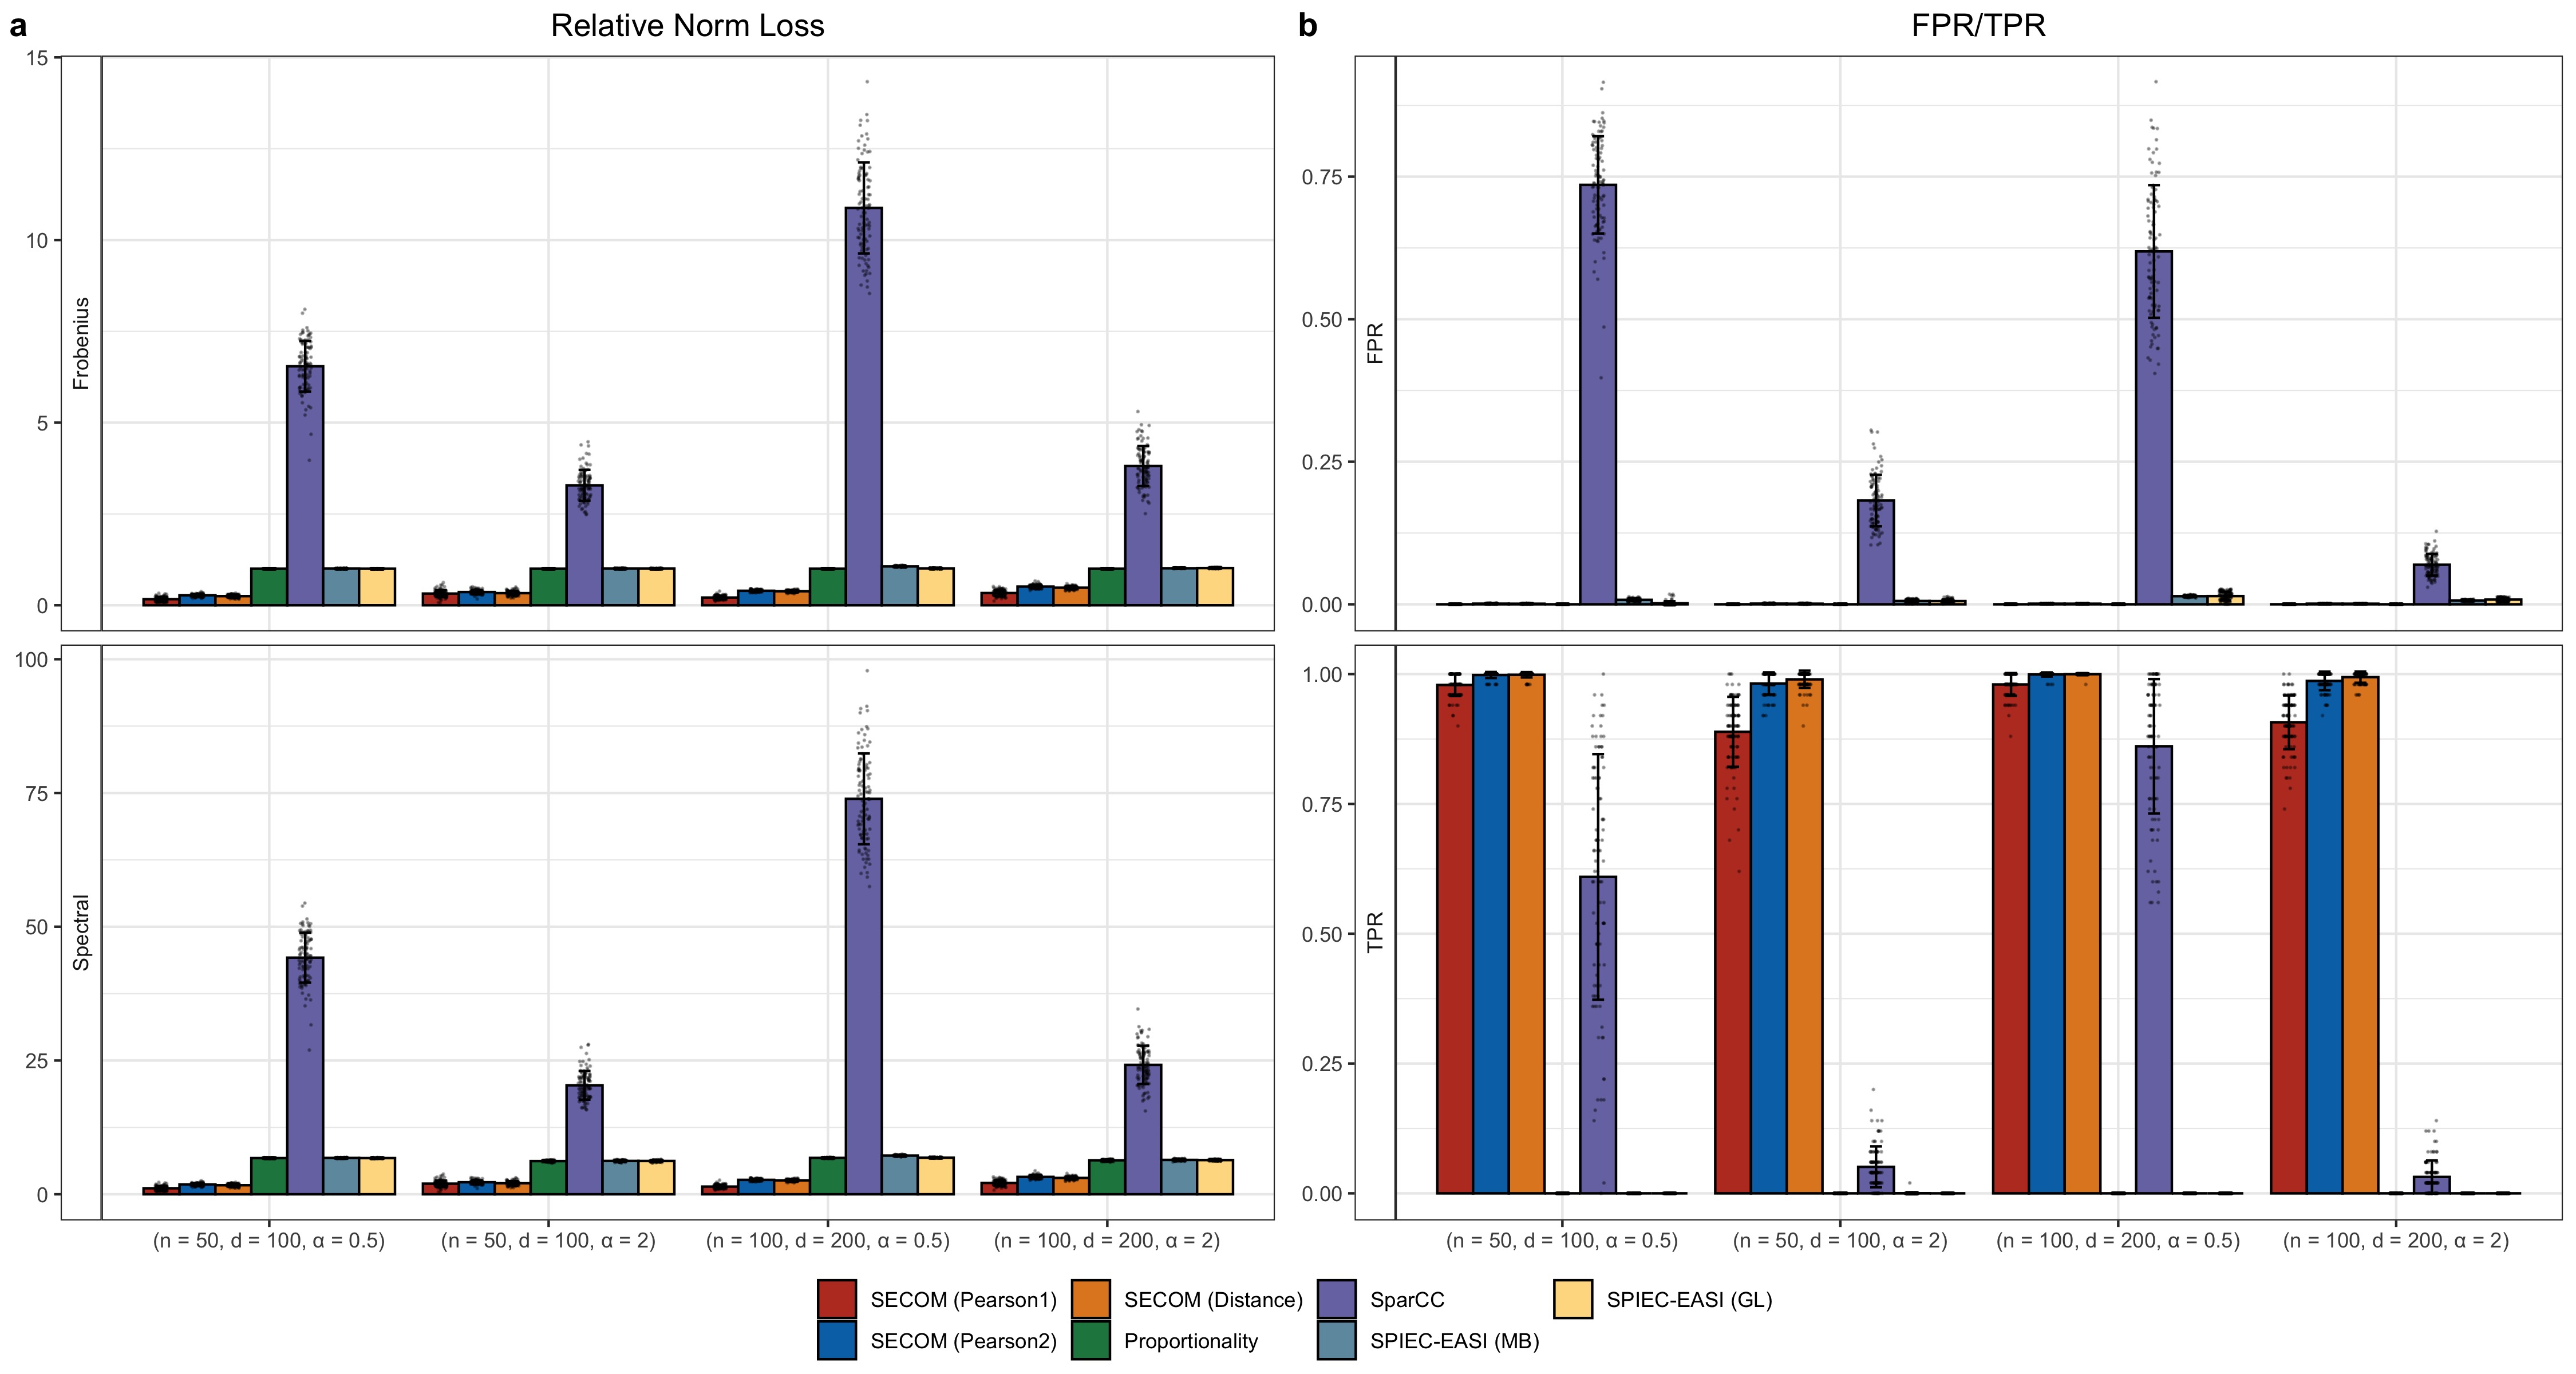 a
Relative Norm Loss
15
10
5
0
Frobenius
100
75
50
25
0
Spectral
(n = 50, d = 100, α = 0.5)
(n = 50, d = 100, α = 2)
(n = 100, d = 200, α = 0.5)
(n = 100, d = 200, α = 2)
b
FPR/TPR
0.75
0.50
0.25
0.00
FPR
1.00
0.75
0.50
0.25
0.00
TPR
(n = 50, d = 100, α = 0.5)
(n = 50, d = 100, α = 2)
(n = 100, d = 200, α = 0.5)
(n = 100, d = 200, α = 2)
SECOM (Pearson1)
SECOM (Distance)
SparCC
SPIEC-EASI (GL)
SECOM (Pearson2)
Proportionality
SPIEC-EASI (MB)